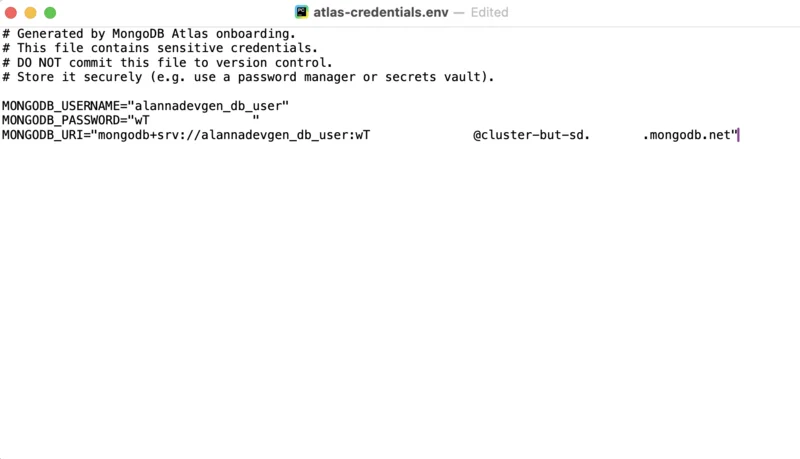 atlas-credentials.env — Edited
# Generated by MongoDB Atlas onboarding.
# This file contains sensitive credentials.
# DO NOT commit this file to version control.
# Store it securely (e.g. use a password manager or secrets vault).
MONGODB_USERNAME="alannadevgen_db_user"
MONGODB_PASSWORD="wT              "
MONGODB_URI="mongodb+srv://alannadevgen_db_user:wT              @cluster-but-sd.       .mongodb.net"